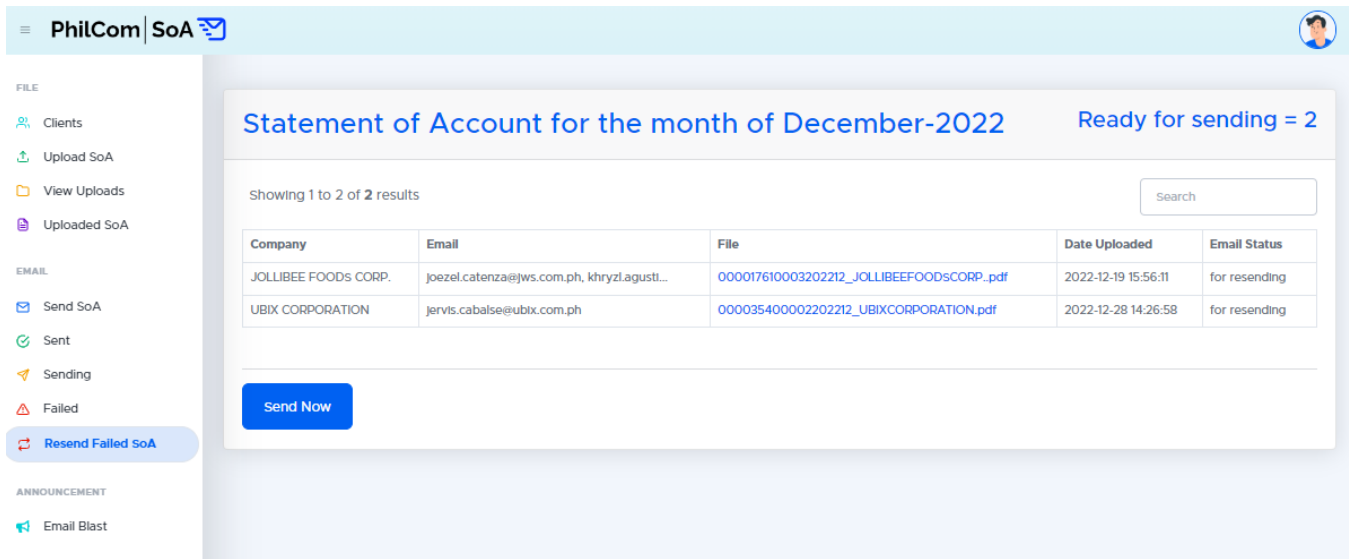 PhilCom SoA
FILE
Clients
Upload SoA
View Uploads
Uploaded SoA
EMAIL
Send SoA
Sent
Sending
Failed
Resend Failed SoA
ANNOUNCEMENT
Email Blast
Statement of Account for the month of December-2022
Ready for sending = 2
Showing 1 to 2 of 2 results
Search
Company Email File Date Uploaded Email Status
JOLLIBEE FOODS CORP. joezel.catenza@jws.com.ph, khryzl.agusti... 000017610003202212_JOLLIBEEFOODSCORP..pdf 2022-12-19 15:56:11 for resending
UBIX CORPORATION jervis.cabalse@ubix.com.ph 000035400002202212_UBIXCORPORATION.pdf 2022-12-28 14:26:58 for resending
Send Now